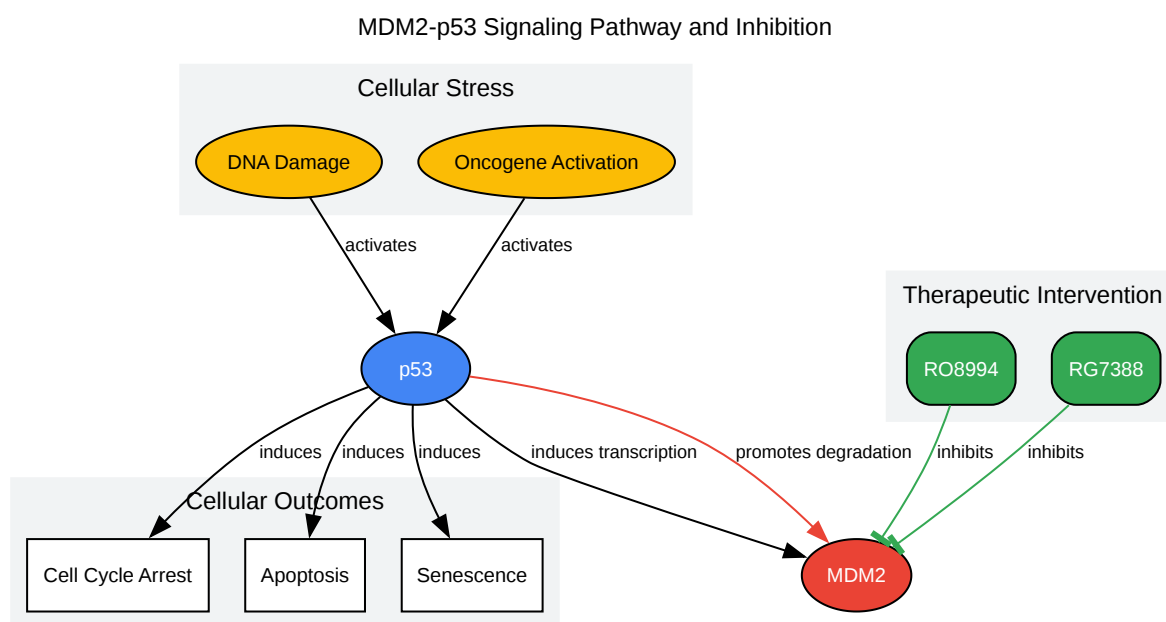 MDM2-p53 Signaling Pathway and Inhibition
Cellular Stress
DNA Damage
Oncogene Activation
activates
activates
Therapeutic Intervention
p53
RO8994
RG7388
induces
induces
induces
induces transcription
promotes degradation
inhibits
inhibits
Cellular Outcomes
Cell Cycle Arrest
Apoptosis
Senescence
MDM2